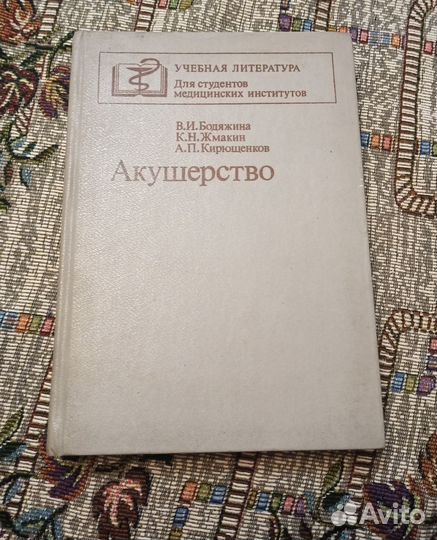 УЧЕБНАЯ ЛИТЕРАТУРА
Для студентов
медицинских институтов
В.И.Бодяжина
К.Н.Жмакин
А.П.Кирющенков
Акушерство
Avito